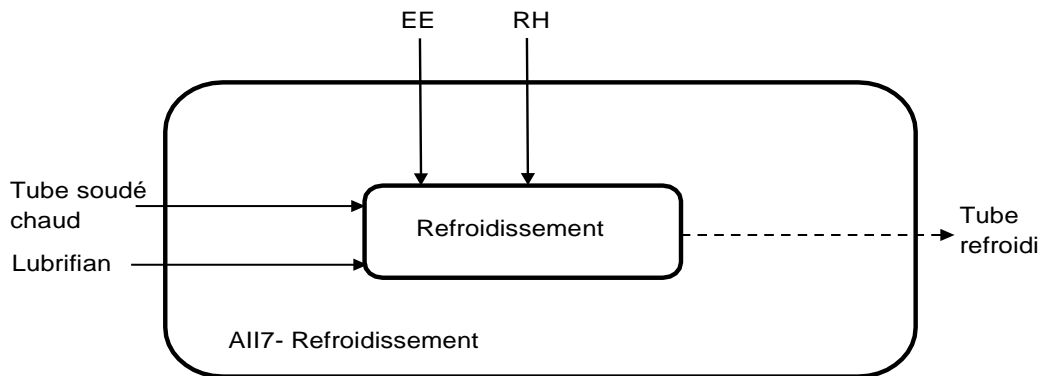 EE
RH
Tube soudé
chaud
Refroidissement
Tube
refroidi
Lubrifian
AII7- Refroidissement